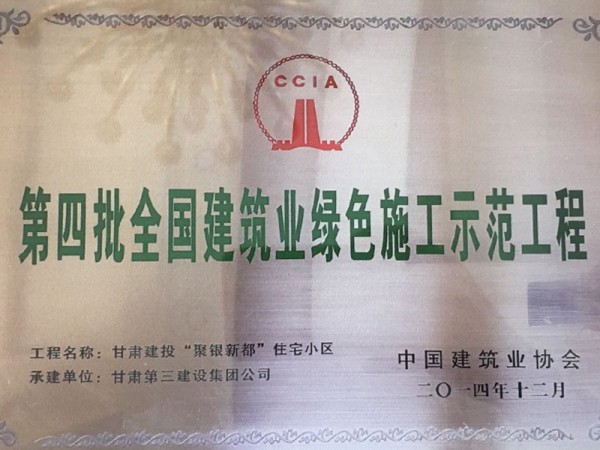 CCIA
第四批全国建筑业绿色施工示范工程
工程名称：甘肃建投“聚银新都”住宅小区
承建单位：甘肃第三建设集团公司
中国建筑业协会
二〇一四年十二月